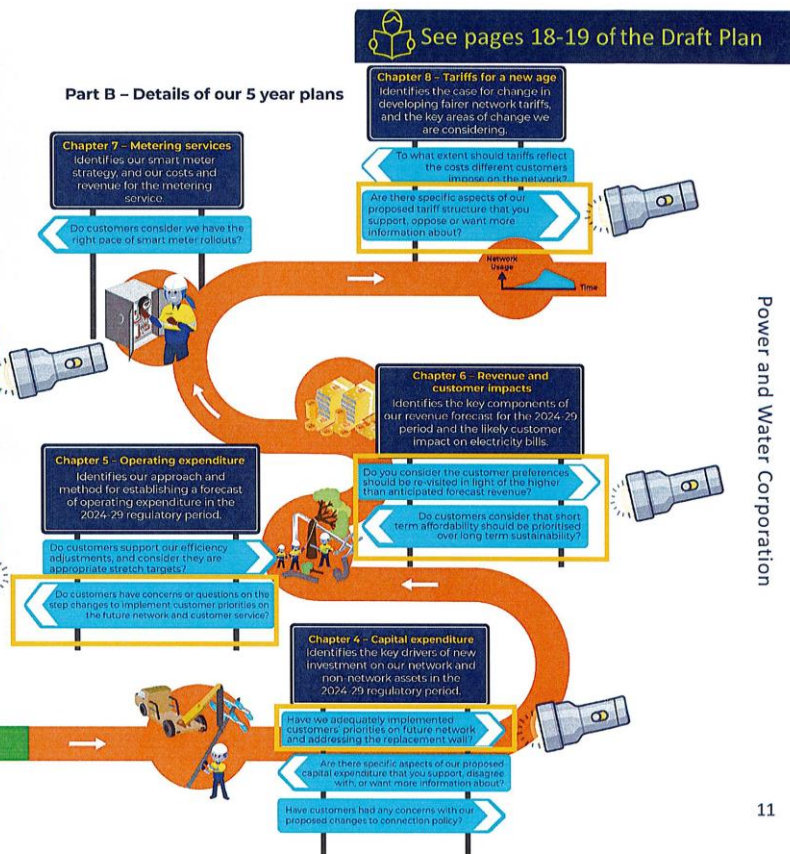 See pages 18-19 of the Draft Plan
Part B – Details of our 5 year plans
Chapter 8 – Tariffs for a new age
Identifies the case for change in
developing fairer network tariffs,
and the key areas of change we
are considering.
To what extent should tariffs reflect
the costs different customers
impose on the network?
Are there specific aspects of our
proposed tariff structure that you
support, oppose or want more
information about?
Chapter 7 – Metering services
Identifies our smart meter
strategy, and our costs and
revenue for the metering
service.
Do customers consider we have the
right pace of smart meter rollouts?
Network
Usage
Time
Chapter 6 – Revenue and
customer impacts
Identifies the key components of
our revenue forecast for the 2024-29
period and the likely customer
impact on electricity bills.
Do you consider the customer preferences
should be re-visited in light of the higher
than anticipated forecast revenue?
Do customers consider that short
term affordability should be prioritised
over long term sustainability?
Chapter 5 – Operating expenditure
Identifies our approach and
method for establishing a forecast
of operating expenditure in the
2024-29 regulatory period.
Do customers support our efficiency
adjustments, and consider they are
appropriate stretch targets?
Do customers have concerns or questions on the
step changes to implement customer priorities on
the future network and customer service?
Chapter 4 – Capital expenditure
Identifies the key drivers of new
investment on our network and
non-network assets in the
2024-29 regulatory period.
Have we adequately implemented
customers' priorities on future network
and addressing the replacement wall?
Are there specific aspects of our proposed
capital expenditure that you support, disagree
with, or want more information about?
Have customers had any concerns with our
proposed changes to connection policy?
Power and Water Corporation
11